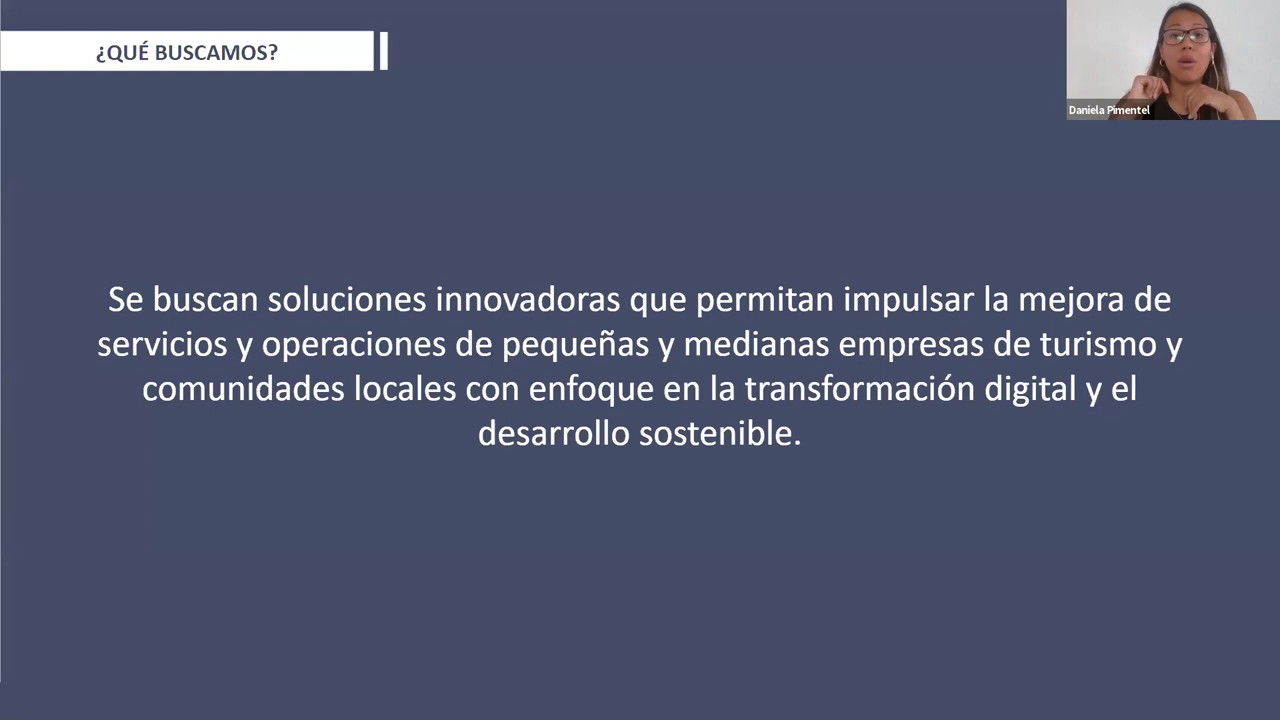 ¿QUÉ BUSCAMOS?
Daniela Pimentel
Se buscan soluciones innovadoras que permitan impulsar la mejora de
servicios y operaciones de pequeñas y medianas empresas de turismo y
comunidades locales con enfoque en la transformación digital y el
desarrollo sostenible.